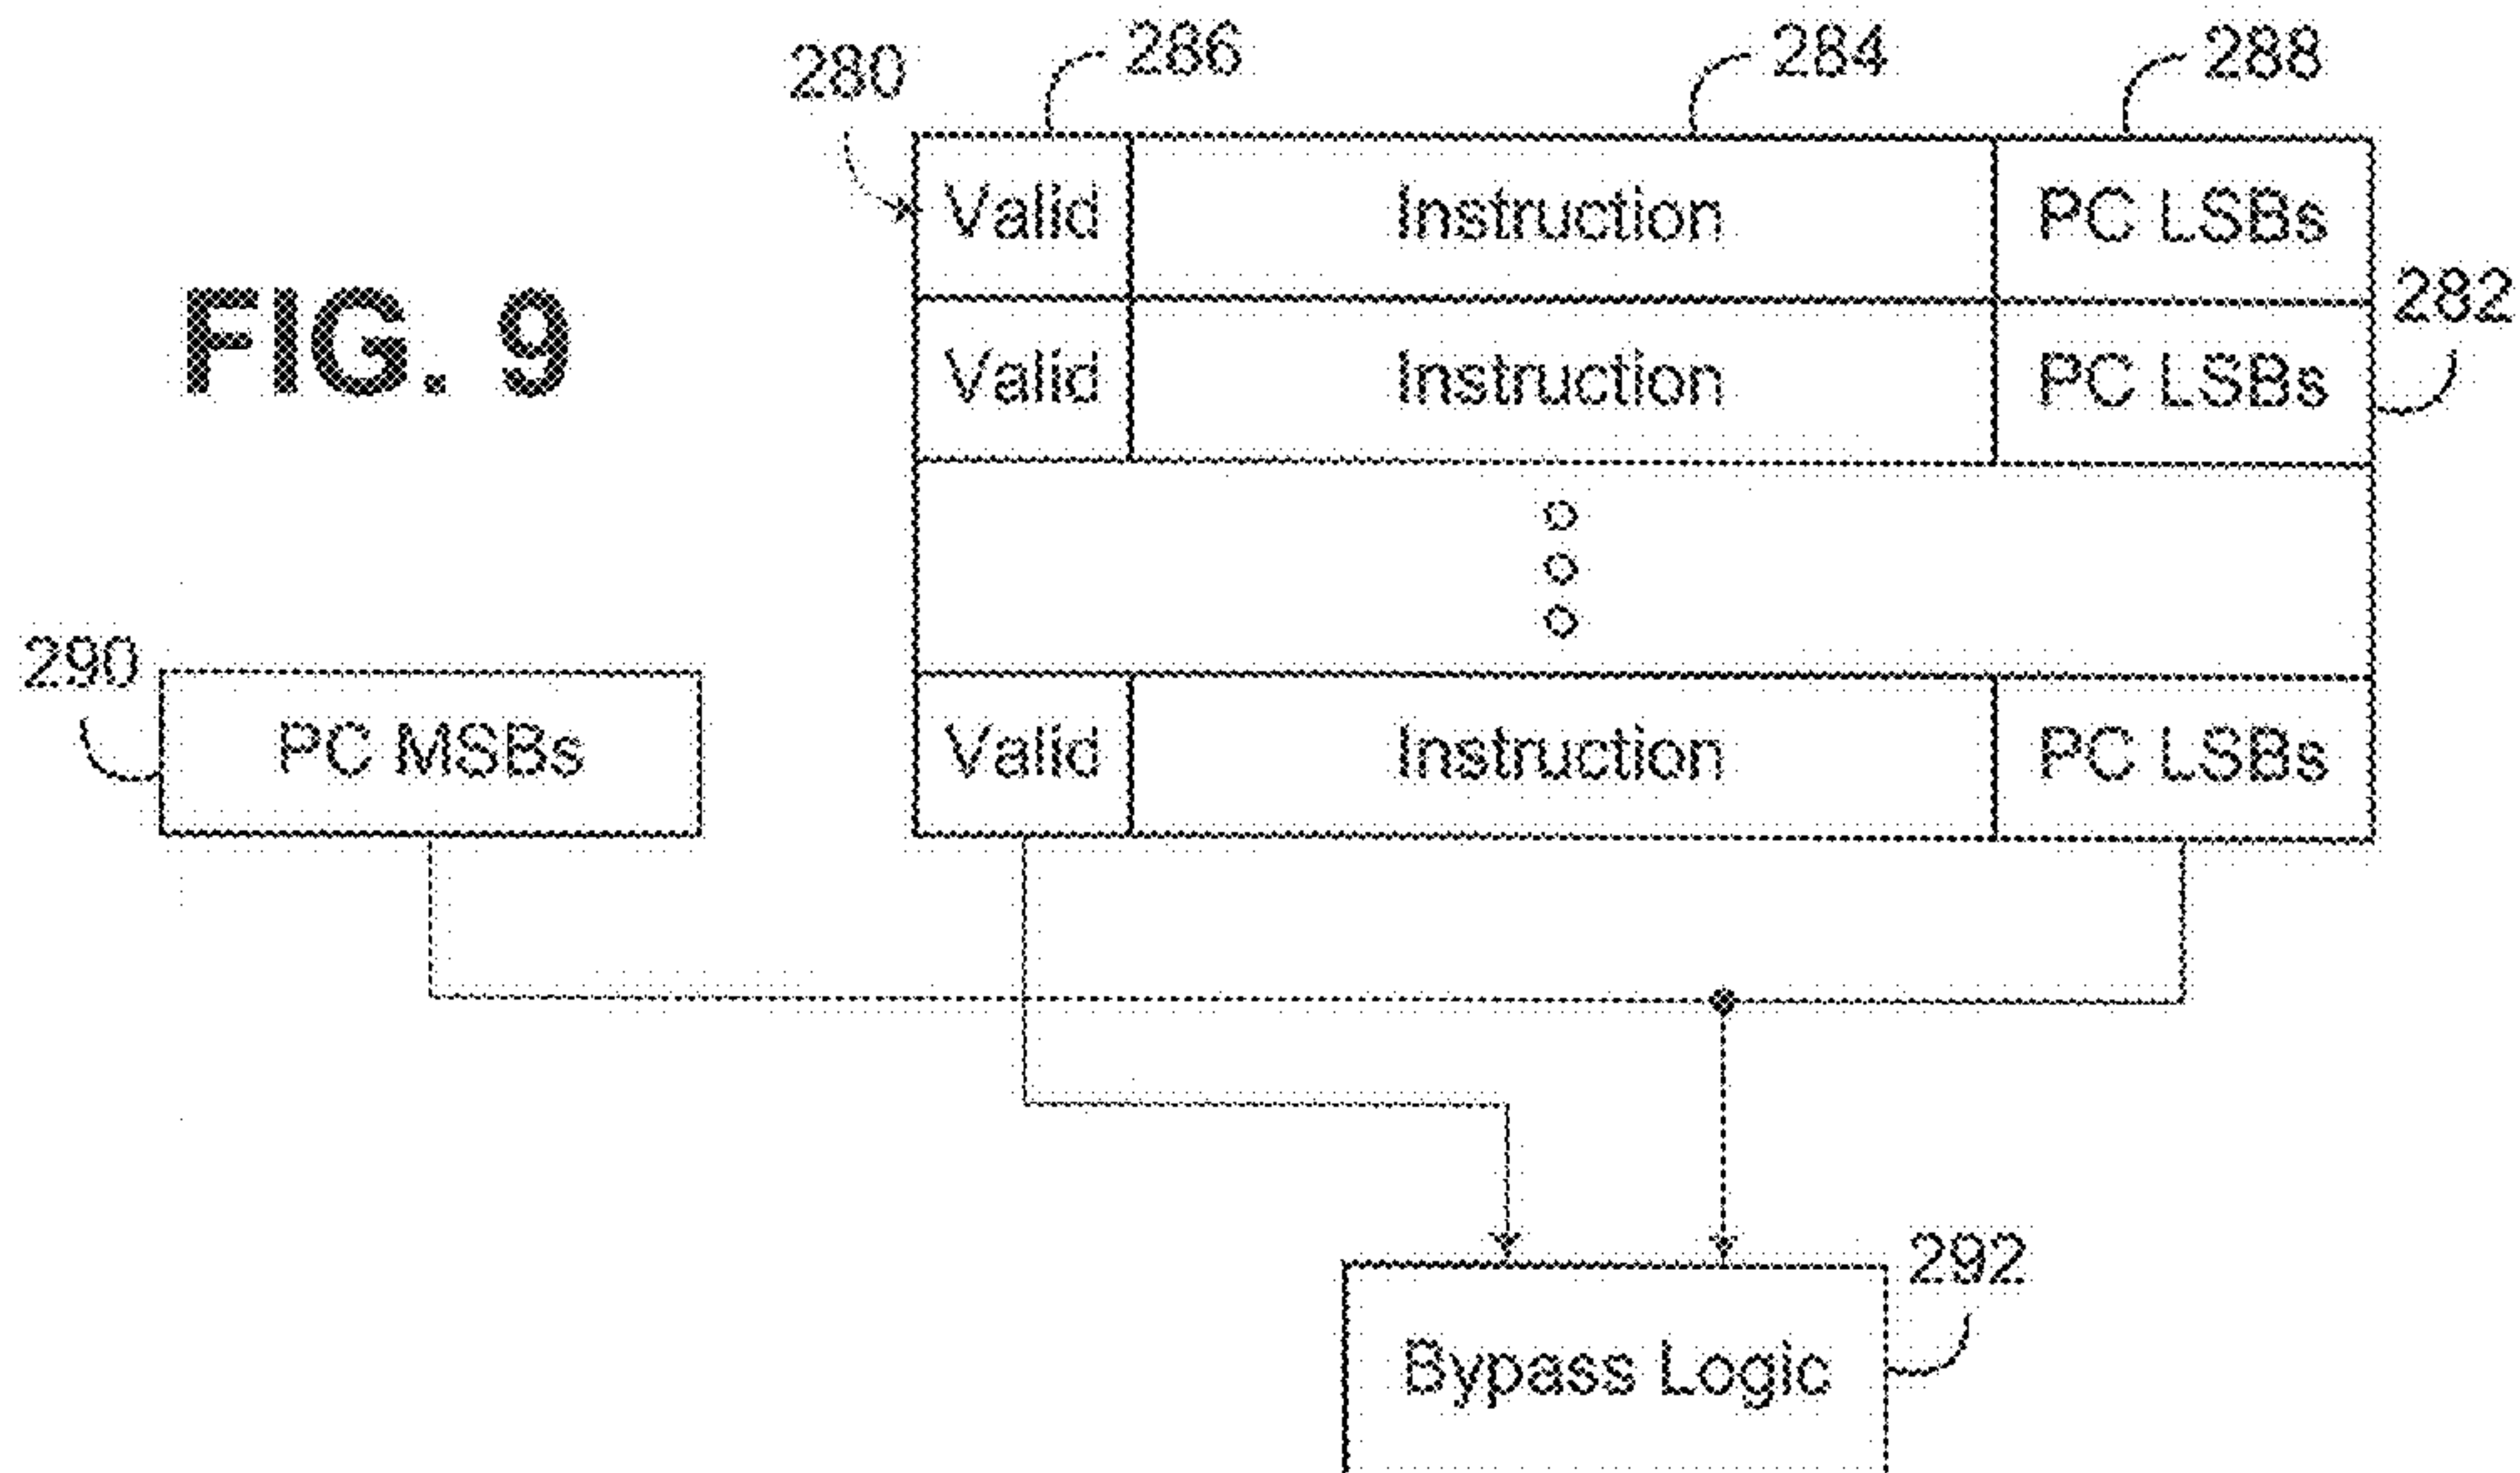 280 286 284 288
Valid Instruction PC LSBs
282
FIG. 9
Valid Instruction PC LSBs
290
PC MSBs
Valid Instruction PC LSBs
292
Bypass Logic